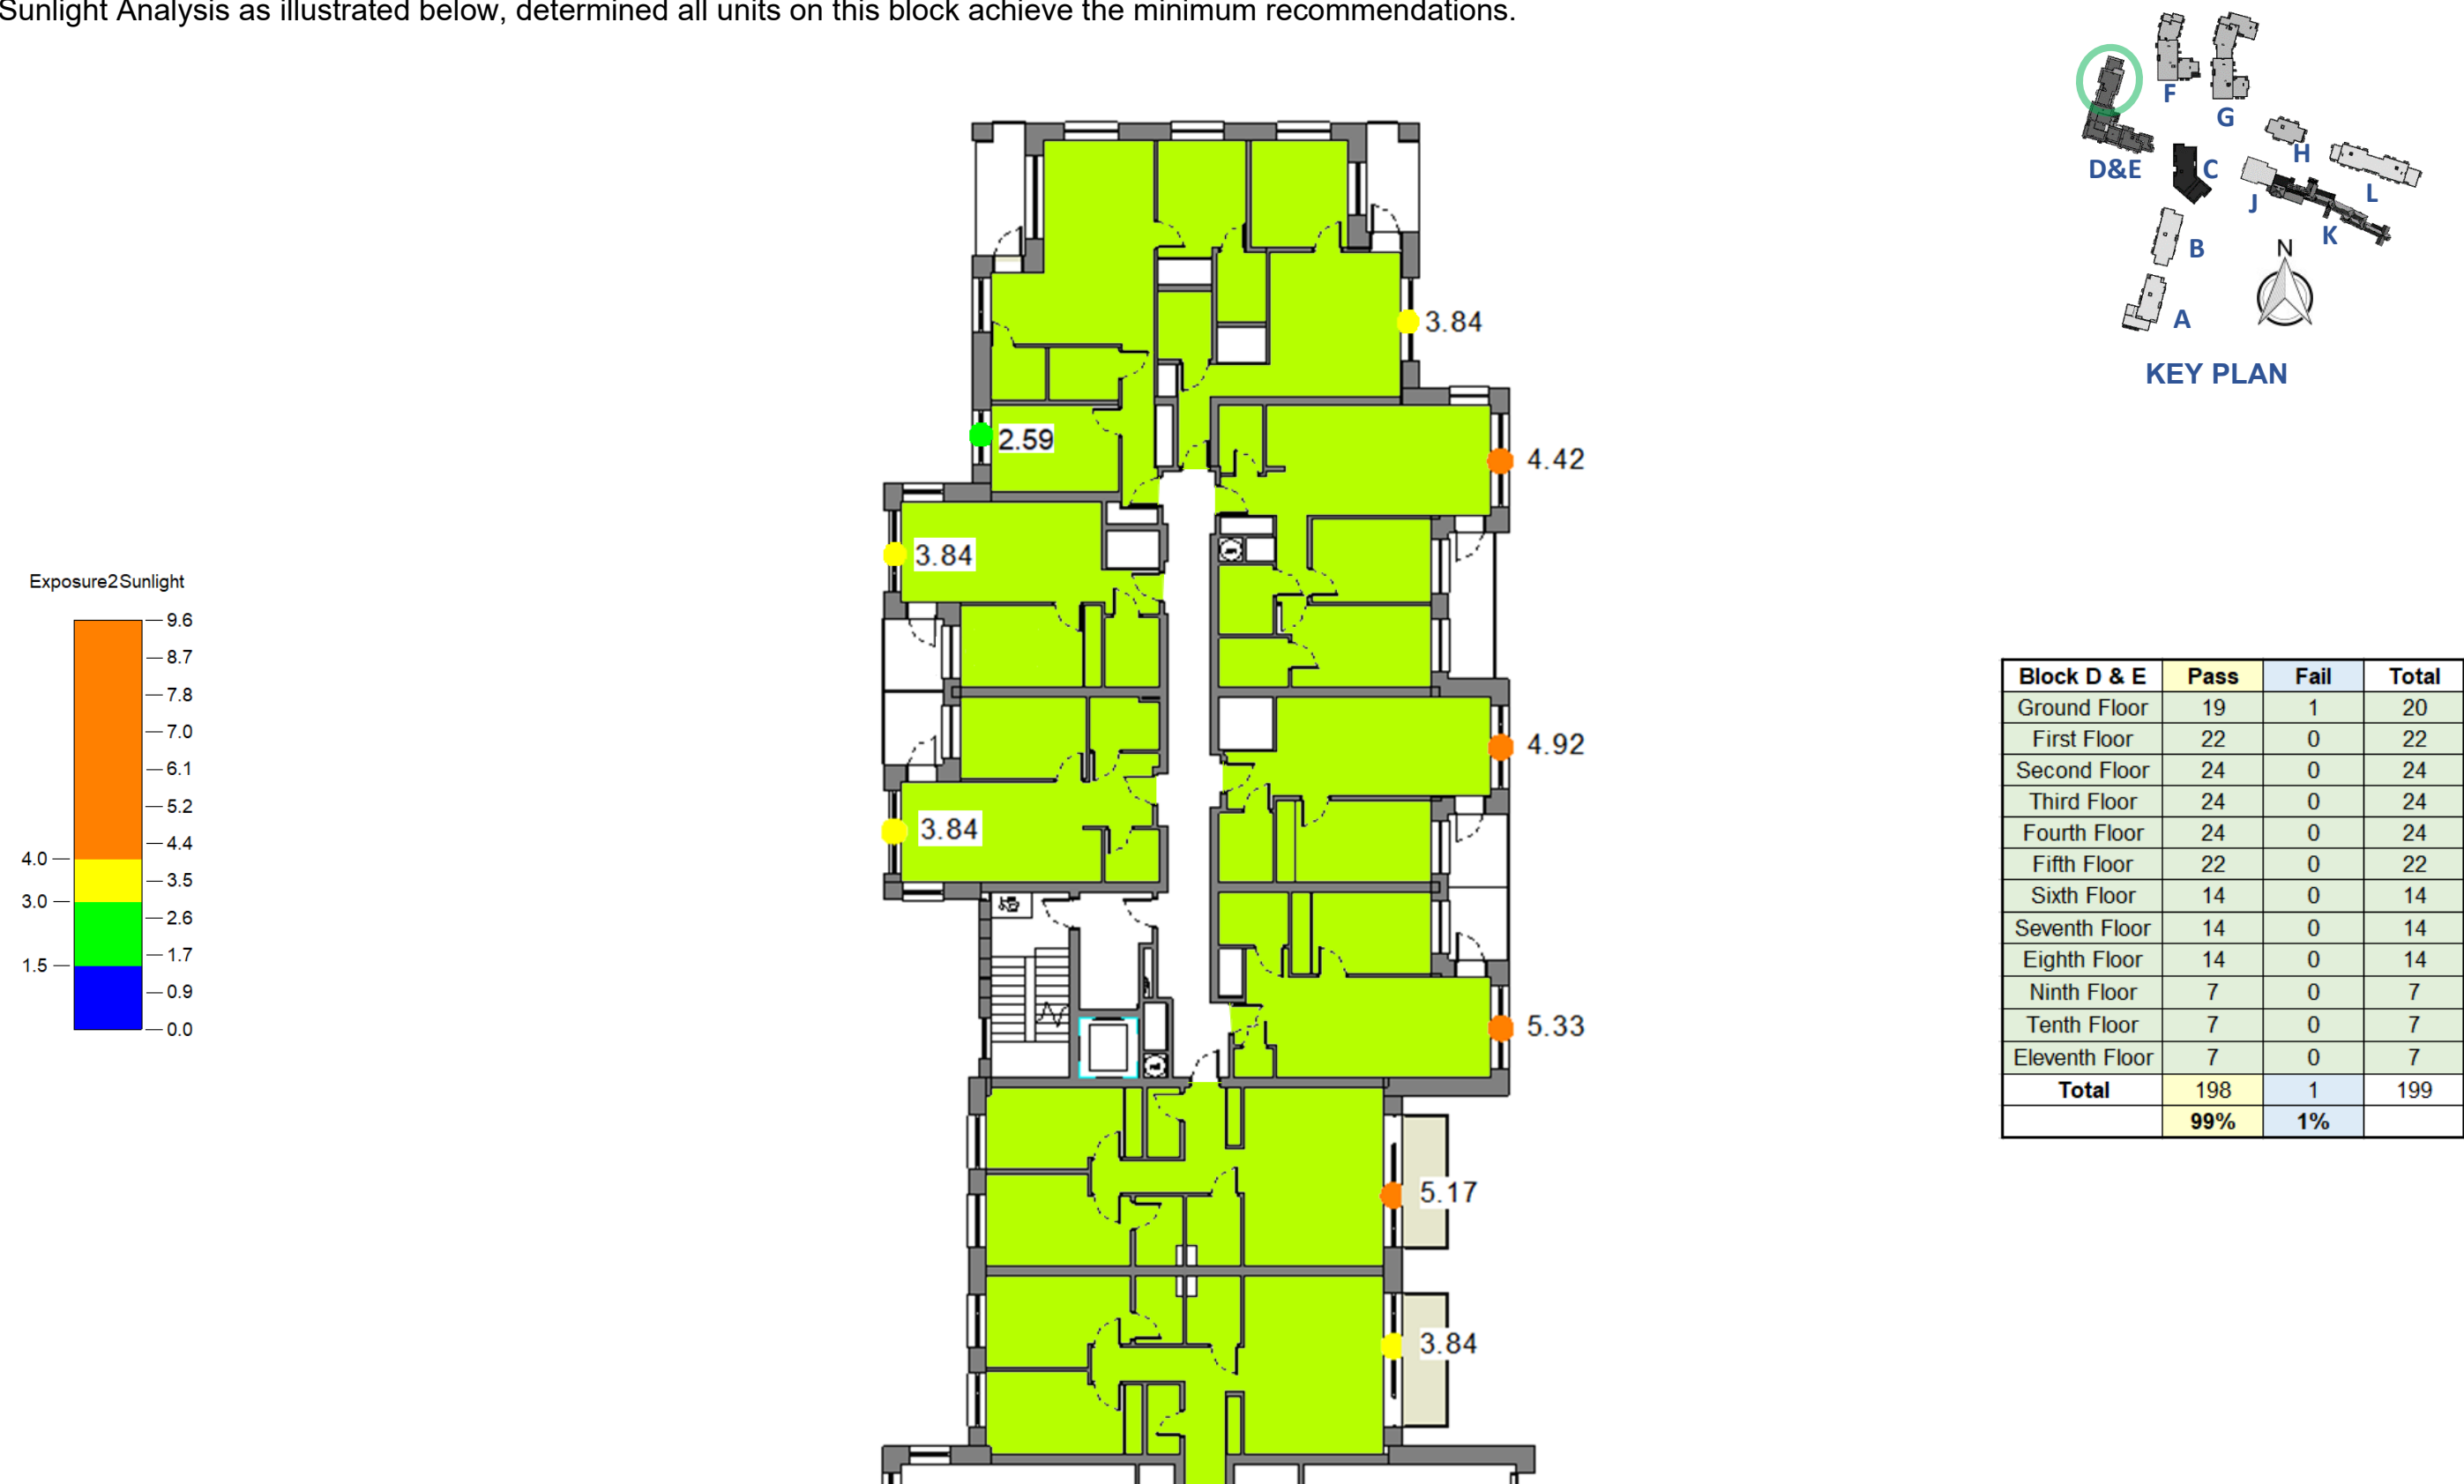 Sunlight Analysis as illustrated below, determined all units on this block achieve the minimum recommendations.
F
G
D&E
C
H
L
J
K
B
N
A
KEY PLAN
3.84
2.59
4.42
3.84
4.92
3.84
5.33
5.17
3.84
Exposure2Sunlight
9.6
8.7
7.8
7.0
6.1
5.2
4.4
4.0
3.5
3.0
2.6
1.7
1.5
0.9
0.0
Block D & E Pass Fail Total
Ground Floor 19 1 20
First Floor 22 0 22
Second Floor 24 0 24
Third Floor 24 0 24
Fourth Floor 24 0 24
Fifth Floor 22 0 22
Sixth Floor 14 0 14
Seventh Floor 14 0 14
Eighth Floor 14 0 14
Ninth Floor 7 0 7
Tenth Floor 7 0 7
Eleventh Floor 7 0 7
Total 198 1 199
99% 1%